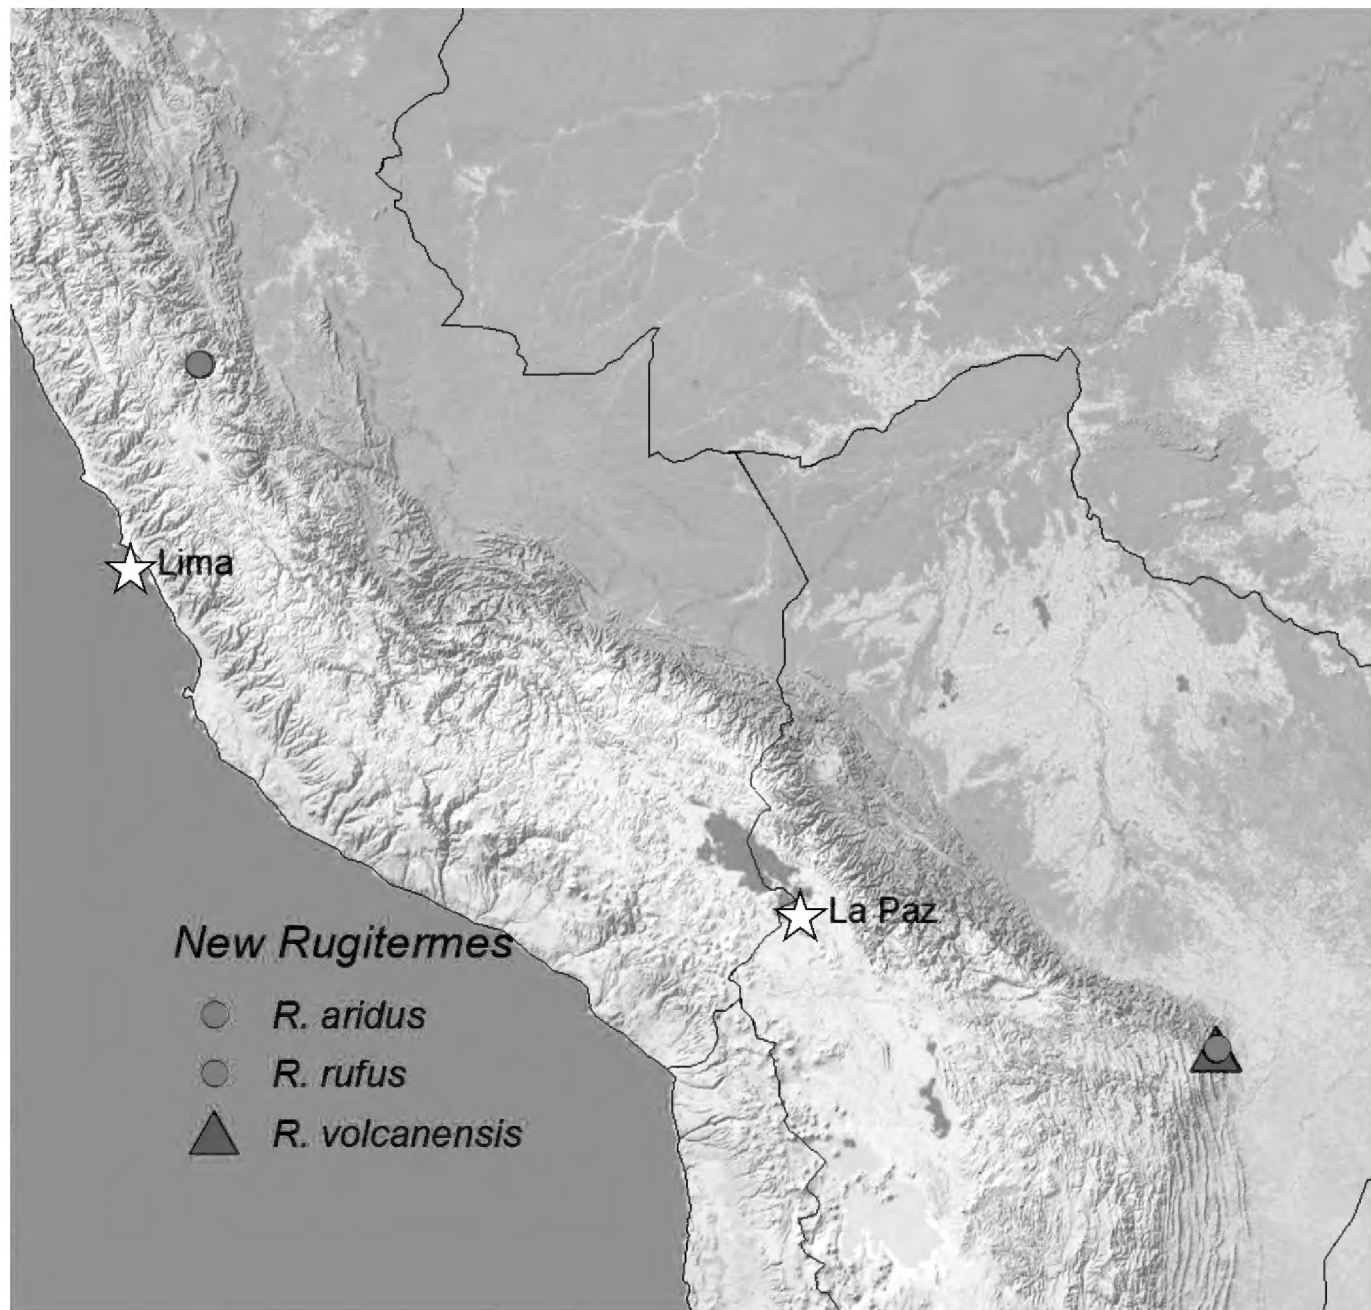 Lima
La Paz
New Rugitermes
R. aridus
R. rufus
R. volcanensis